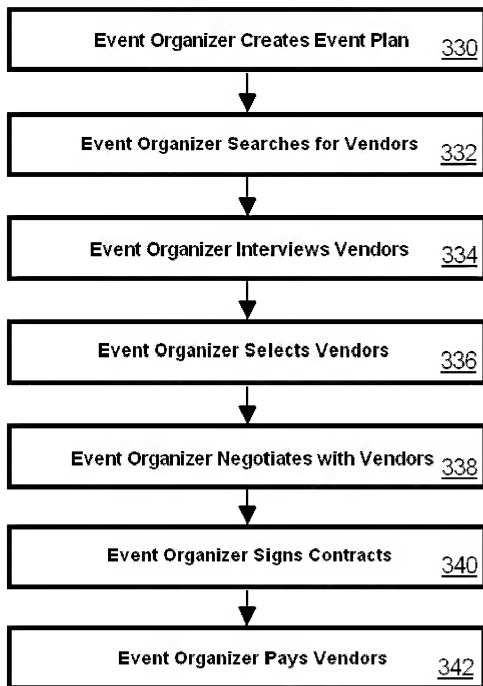 Event Organizer Creates Event Plan 330
Event Organizer Searches for Vendors 332
Event Organizer Interviews Vendors 334
Event Organizer Selects Vendors 336
Event Organizer Negotiates with Vendors 338
Event Organizer Signs Contracts 340
Event Organizer Pays Vendors 342